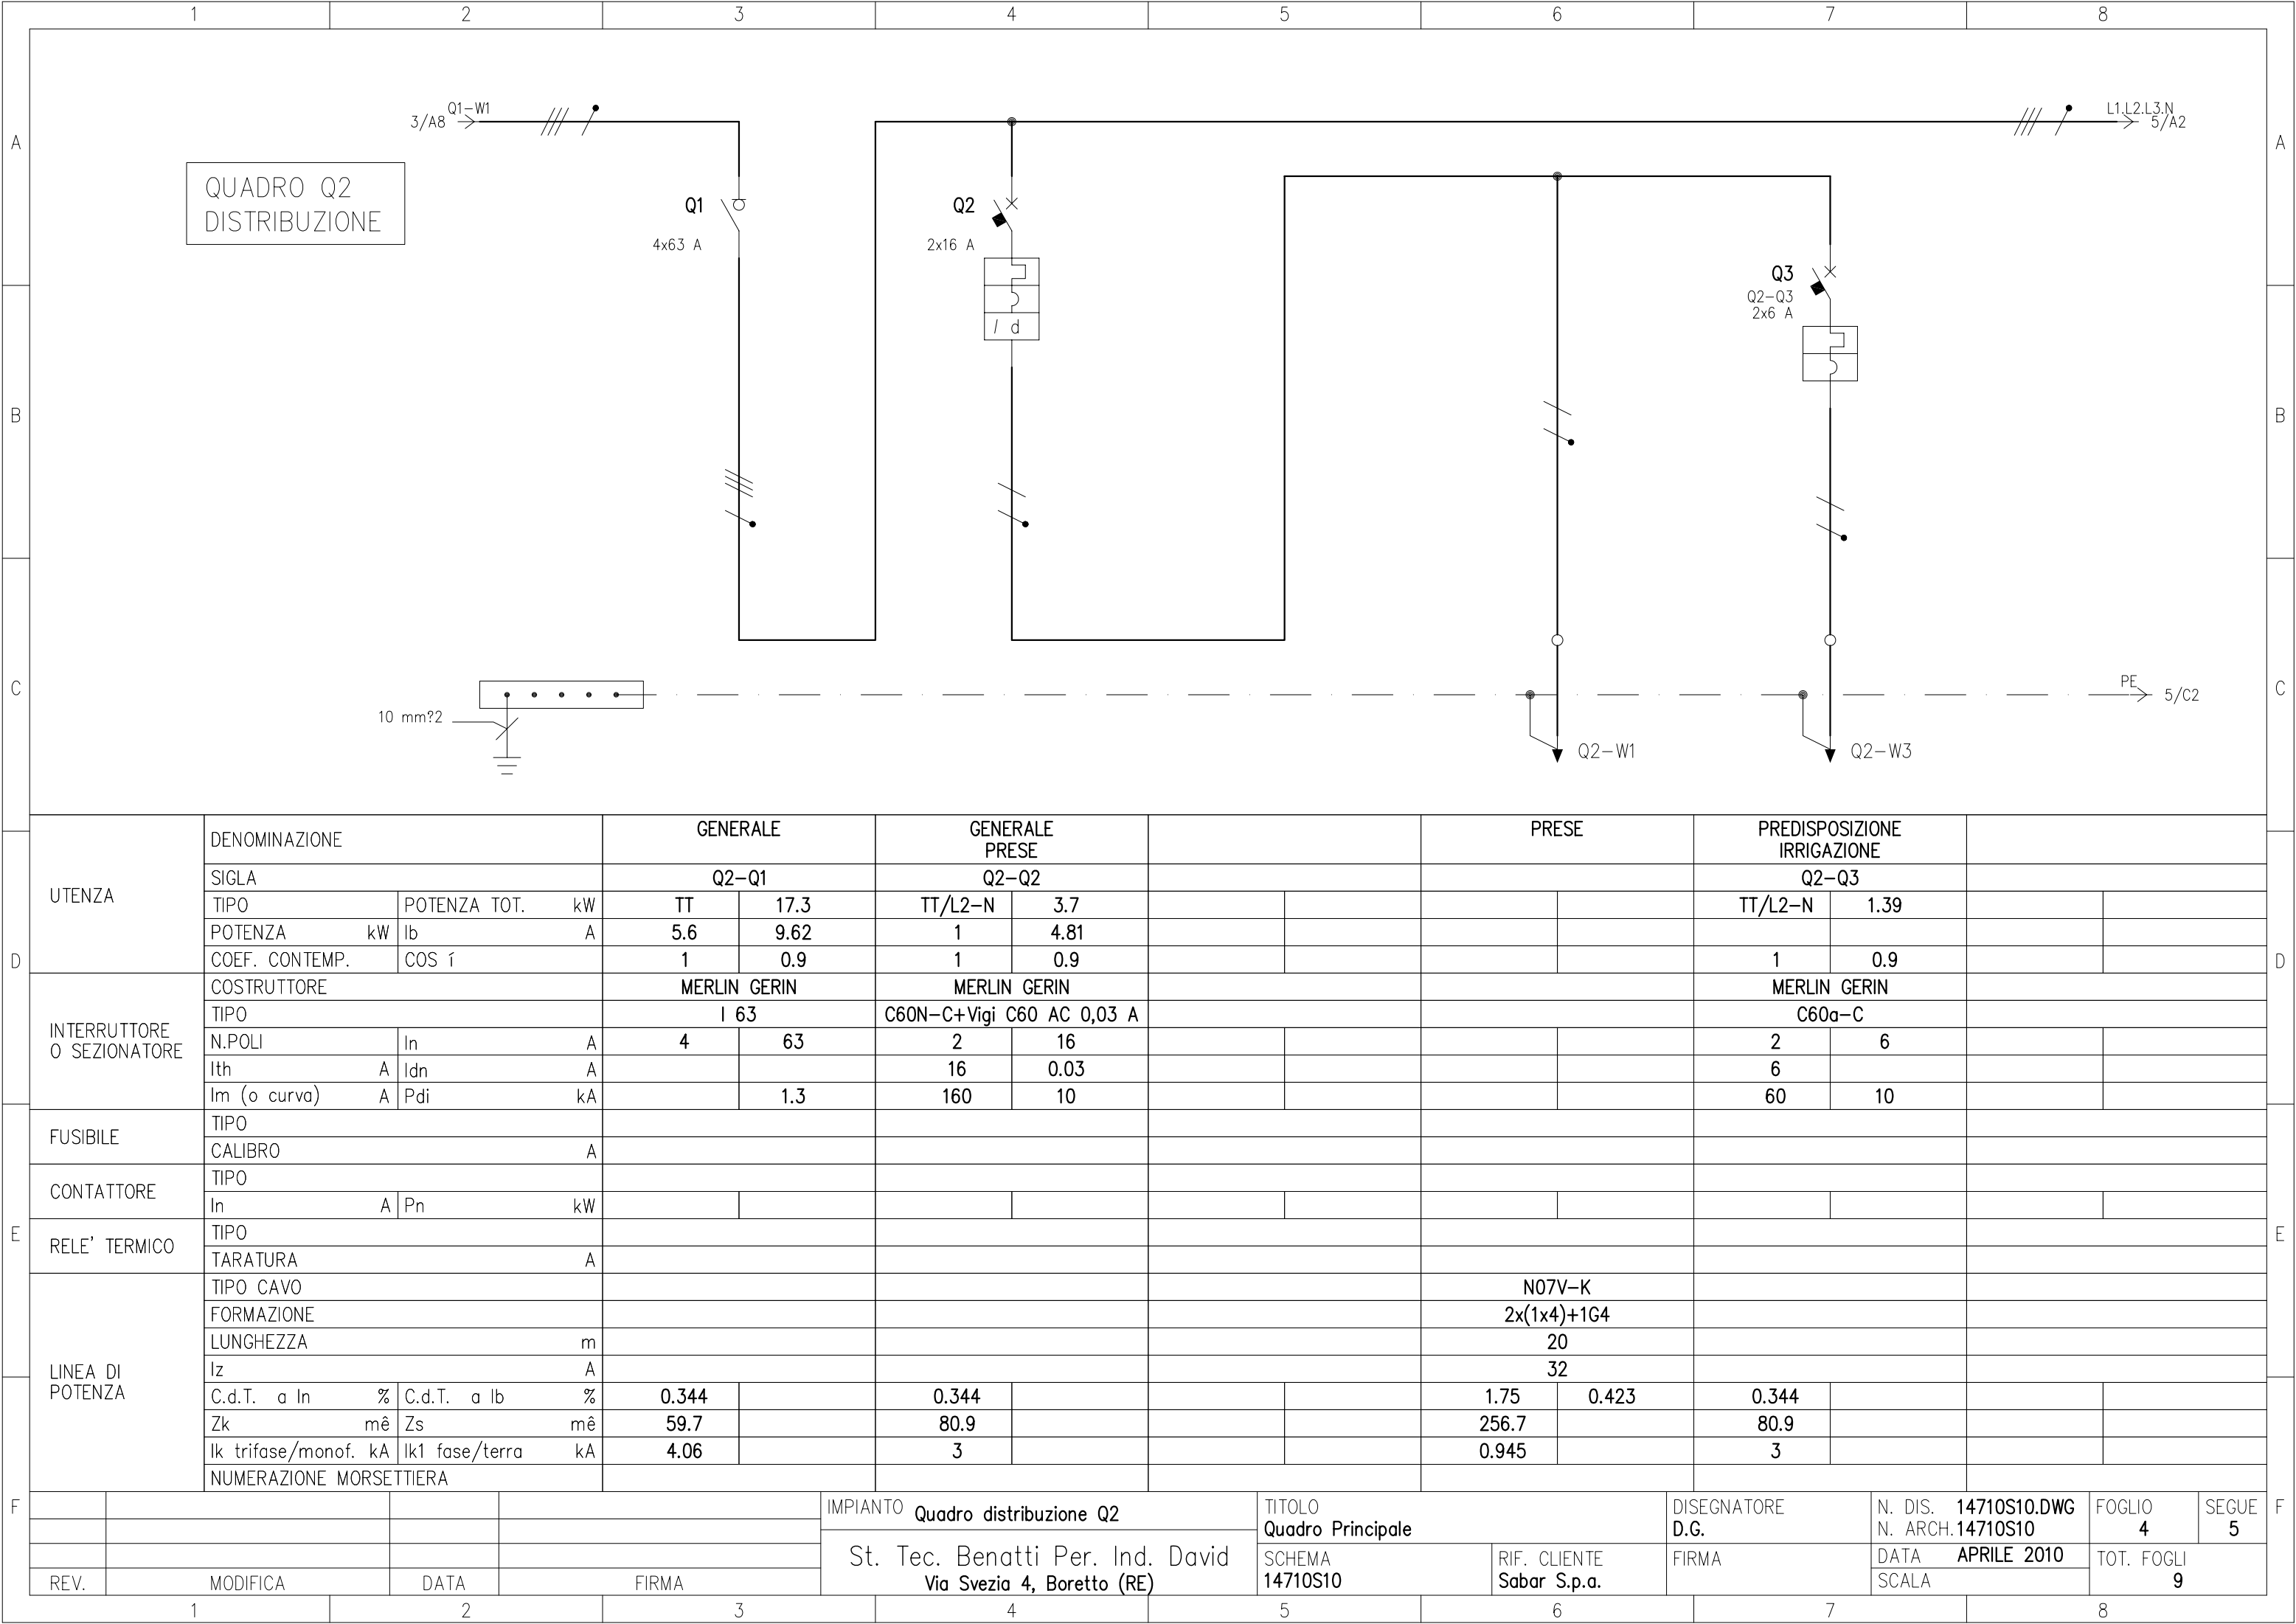 1 2 3 4 5 6 7 8
A A
B B
C C
D D
E E
F F
Q1-W1
3/A8
L1.L2.L3.N
5/A2
QUADRO Q2
DISTRIBUZIONE
Q1
4x63 A
Q2
2x16 A
I d
Q3
Q2-Q3
2x6 A
10 mm?2
PE
5/C2
Q2-W1
Q2-W3
UTENZA
DENOMINAZIONE GENERALE GENERALE PRESE PRESE PREDISPOSIZIONE IRRIGAZIONE
SIGLA Q2-Q1 Q2-Q2 Q2-Q3
TIPO POTENZA TOT. kW TT 17.3 TT/L2-N 3.7 TT/L2-N 1.39
POTENZA kW Ib A 5.6 9.62 1 4.81
COEF. CONTEMP. COS í 1 0.9 1 0.9 1 0.9
INTERRUTTORE
O SEZIONATORE
COSTRUTTORE MERLIN GERIN MERLIN GERIN MERLIN GERIN
TIPO I 63 C60N-C+Vigi C60 AC 0,03 A C60a-C
N.POLI In A 4 63 2 16 2 6
Ith A Idn A 16 0.03 6
Im (o curva) A Pdi kA 1.3 160 10 60 10
FUSIBILE
TIPO
CALIBRO A
CONTATTORE
TIPO
In A Pn kW
RELE' TERMICO
TIPO
TARATURA A
LINEA DI
POTENZA
TIPO CAVO N07V-K
FORMAZIONE 2x(1x4)+1G4
LUNGHEZZA m 20
Iz A 32
C.d.T. a In % C.d.T. a Ib % 0.344 0.344 1.75 0.423 0.344
Zk mê Zs mê 59.7 80.9 256.7 80.9
Ik trifase/monof. kA Ik1 fase/terra kA 4.06 3 0.945 3
NUMERAZIONE MORSETTIERA
REV. MODIFICA DATA FIRMA
IMPIANTO Quadro distribuzione Q2
St. Tec. Benatti Per. Ind. David
Via Svezia 4, Boretto (RE)
TITOLO
Quadro Principale
SCHEMA
14710S10
RIF. CLIENTE
Sabar S.p.a.
DISEGNATORE
D.G.
FIRMA
N. DIS. 14710S10.DWG
N. ARCH. 14710S10
DATA APRILE 2010
SCALA
FOGLIO
4
SEGUE
5
TOT. FOGLI
9
1 2 3 4 5 6 7 8